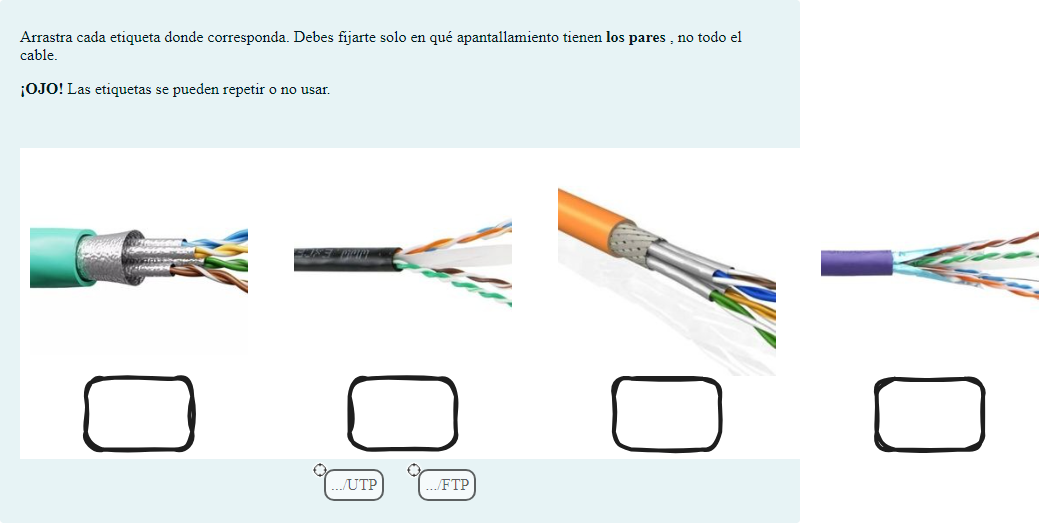 Arrastra cada etiqueta donde corresponda. Debes fijarte solo en qué apantallamiento tienen los pares , no todo el
cable.
¡OJO! Las etiquetas se pueden repetir o no usar.
.../UTP
.../FTP